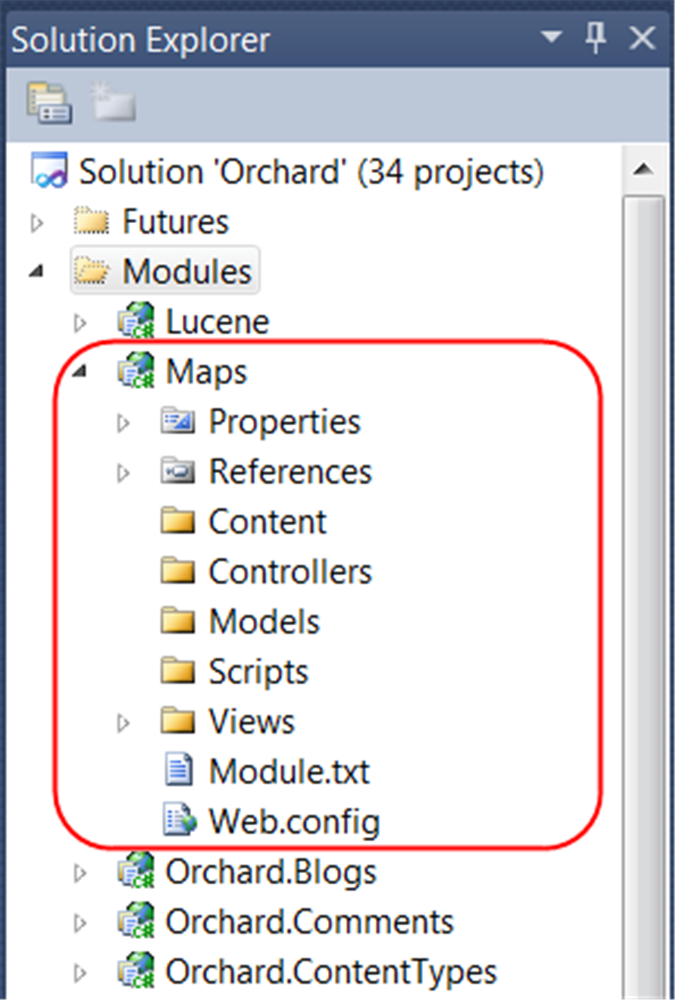 Solution Explorer
Solution 'Orchard' (34 projects)
Futures
Modules
Lucene
Maps
Properties
References
Content
Controllers
Models
Scripts
Views
Module.txt
Web.config
Orchard.Blogs
Orchard.Comments
Orchard.ContentTypes